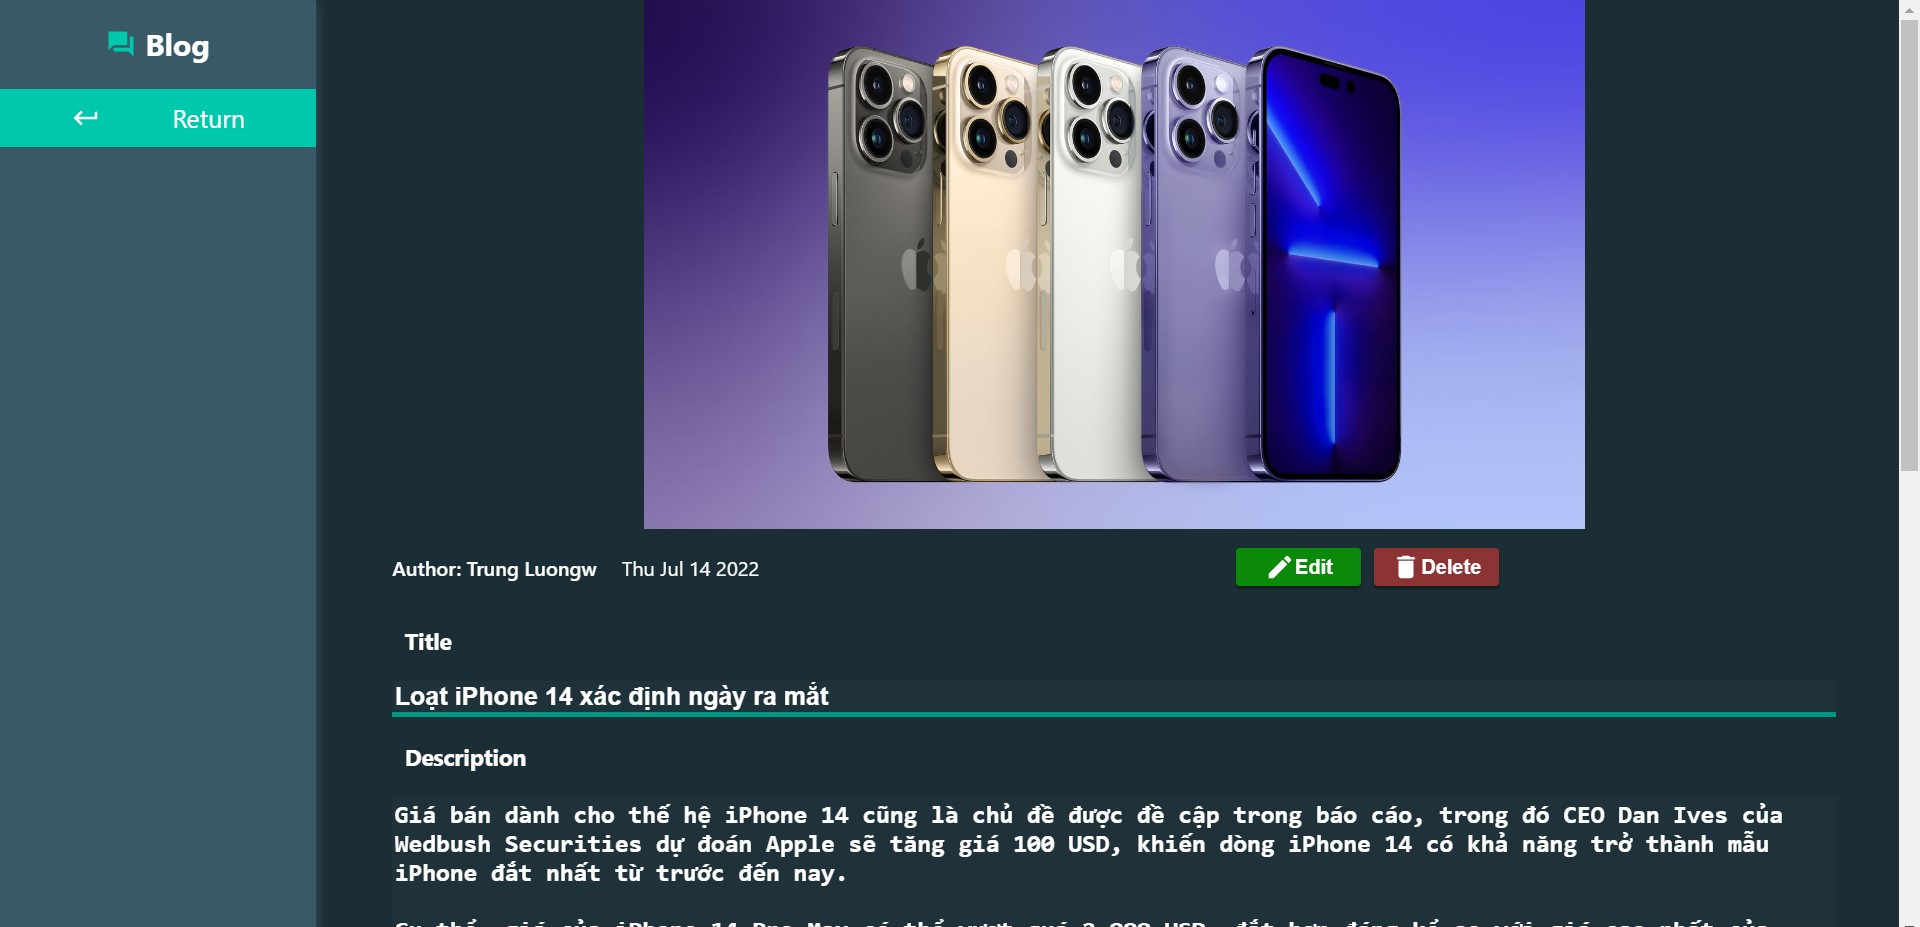 Blog
Return
Author: Trung Luongw Thu Jul 14 2022
Edit
Delete
Title
Loạt iPhone 14 xác định ngày ra mắt
Description
Giá bán dành cho thế hệ iPhone 14 cũng là chủ đề được đề cập trong báo cáo, trong đó CEO Dan Ives của
Wedbush Securities dự đoán Apple sẽ tăng giá 100 USD, khiến dòng iPhone 14 có khả năng trở thành mẫu
iPhone đắt nhất từ trước đến nay.